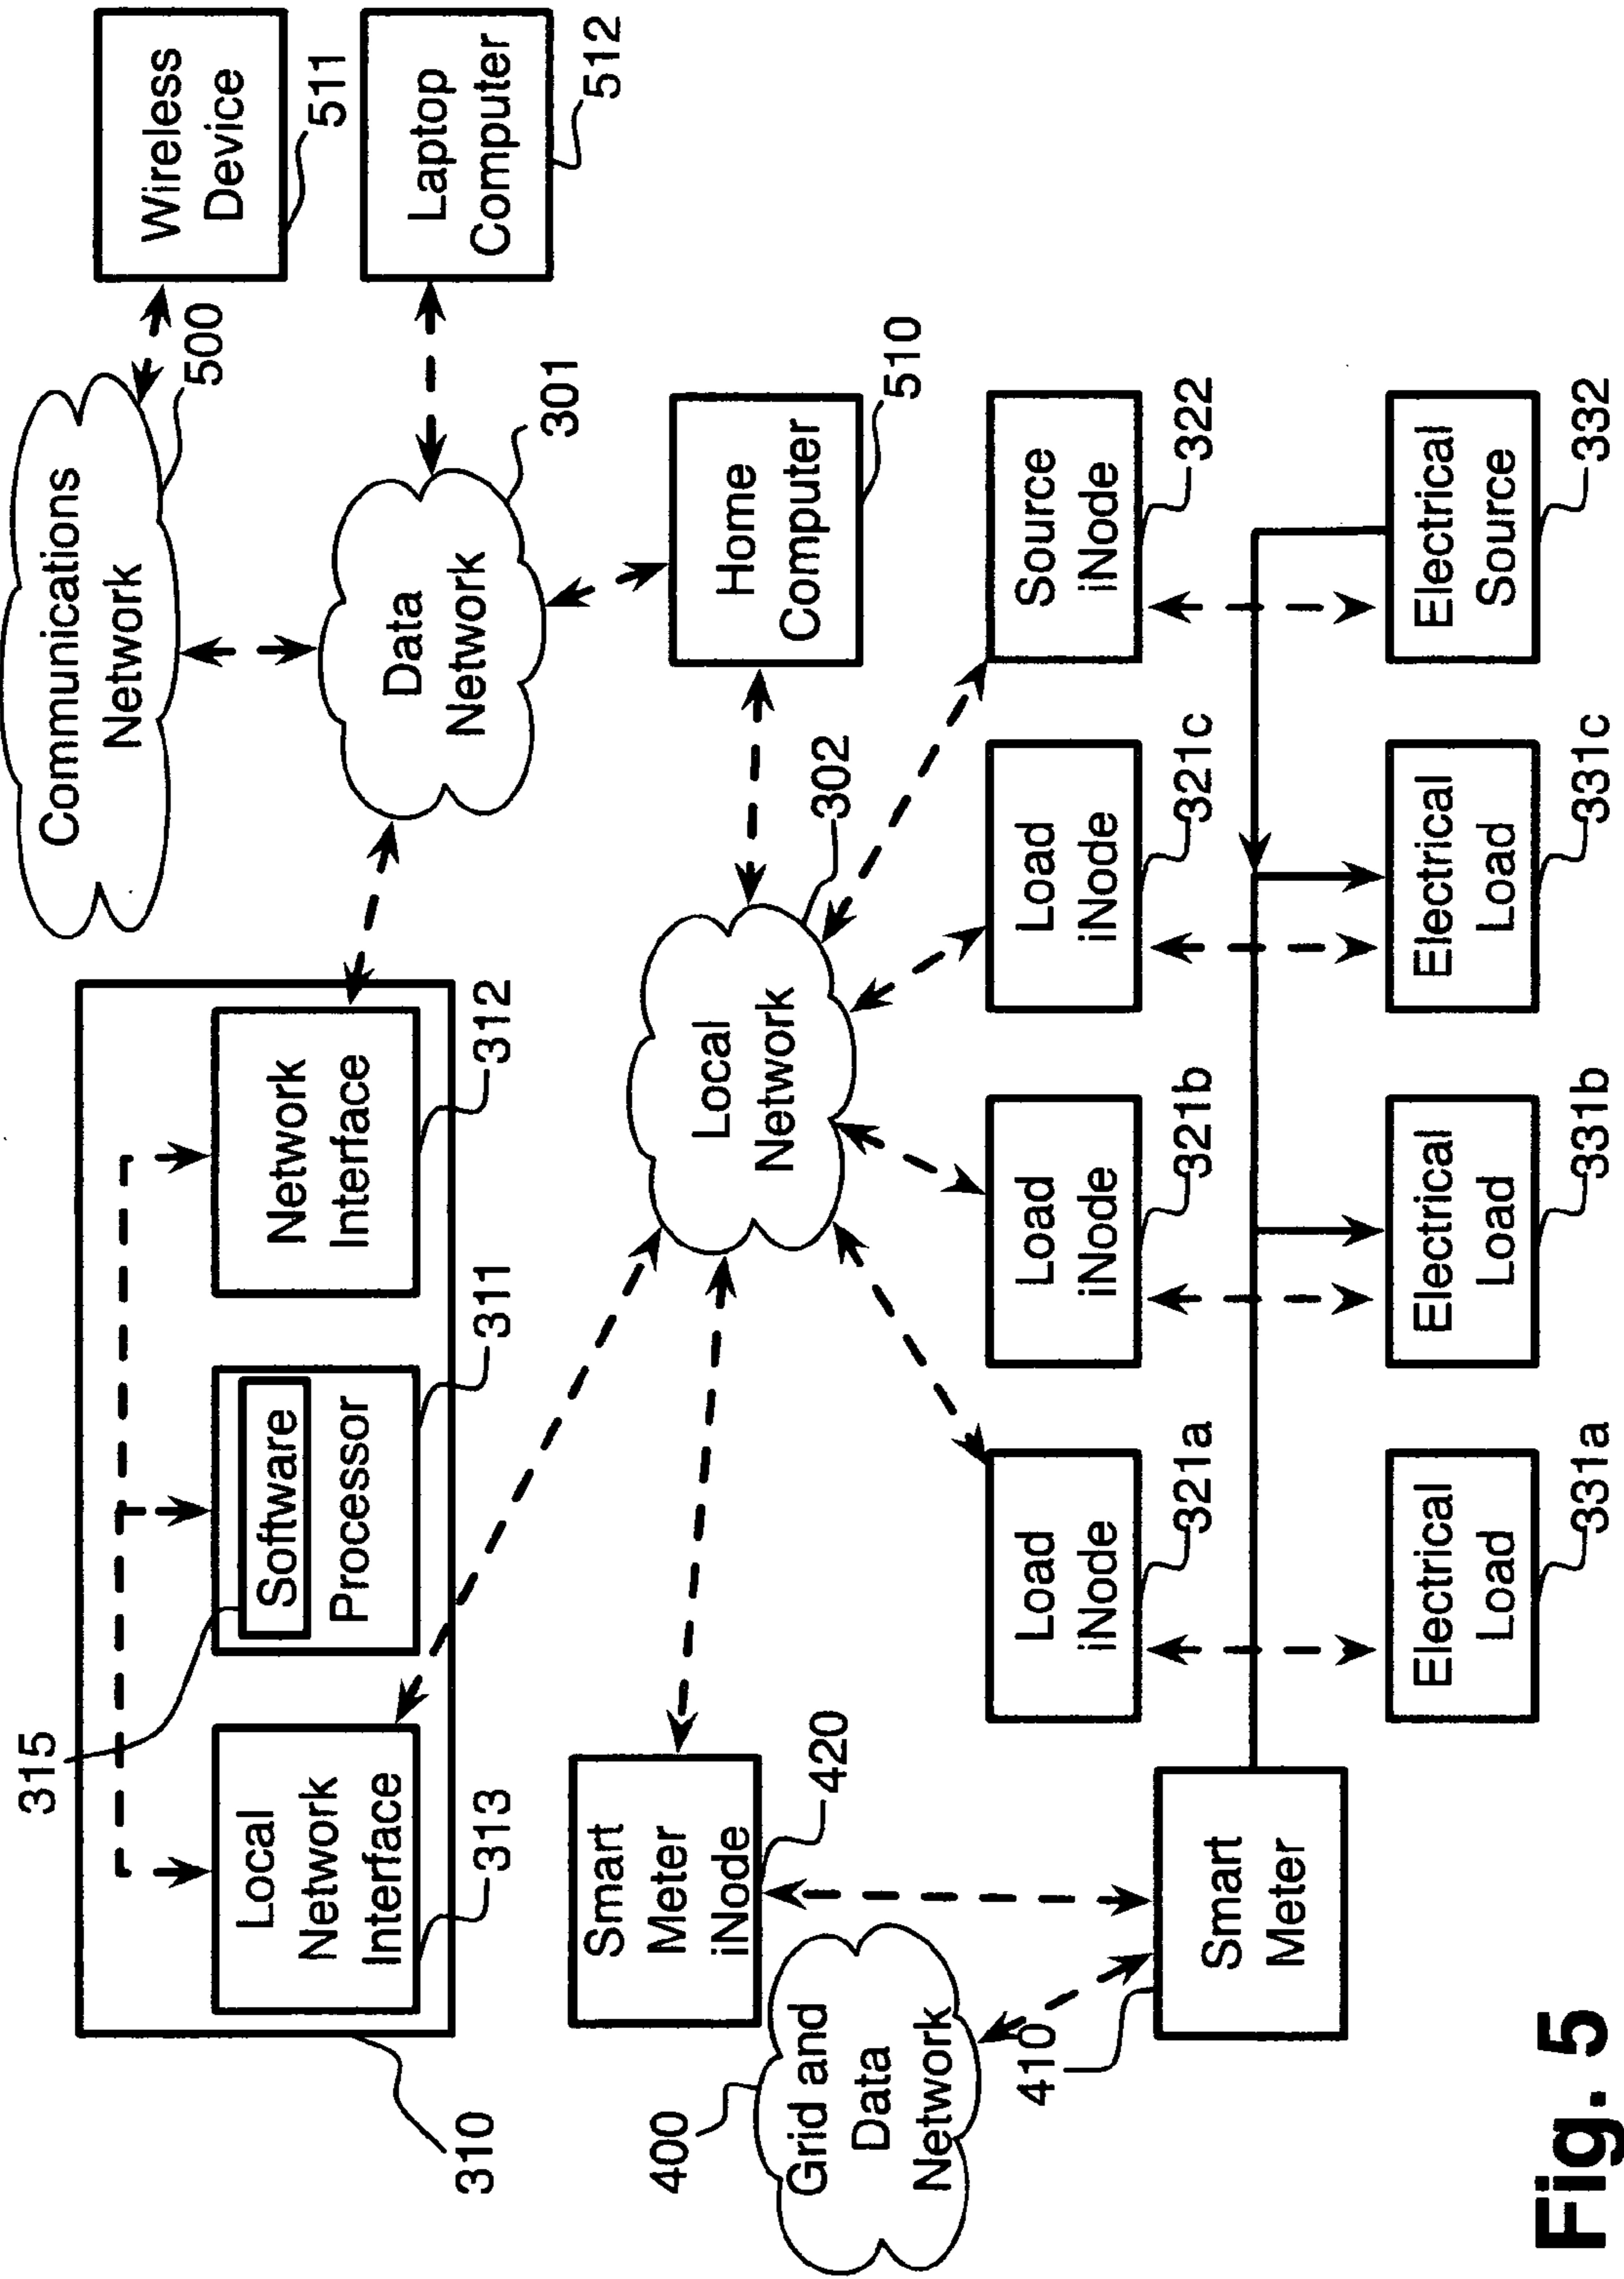 Communications
Network
500
Wireless
Device
511
Laptop
Computer
512
Data
Network
301
Home
Computer
510
310
Local
Network
Interface
313
315
Software
Processor
311
Network
Interface
312
Local
Network
302
Smart
Meter
iNode
420
Grid and
Data
Network
400
410
Smart
Meter
Load
iNode
321a
Load
iNode
321b
Load
iNode
321c
Source
iNode
322
Electrical
Load
331a
Electrical
Load
331b
Electrical
Load
331c
Electrical
Source
332
Fig. 5